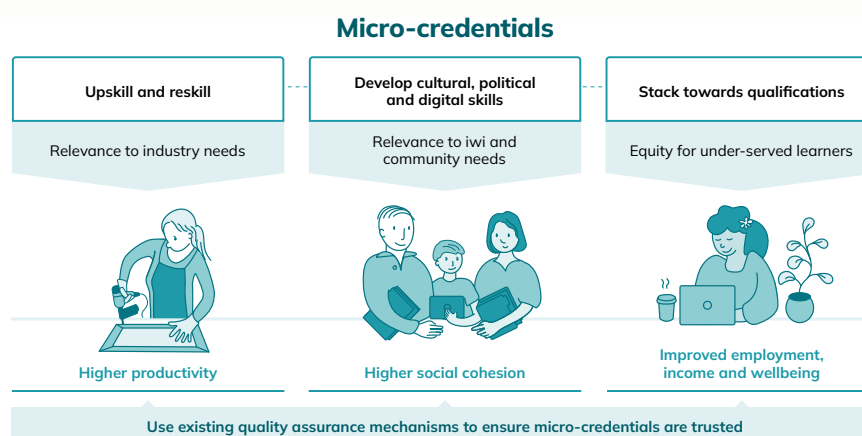 Micro-credentials
Upskill and reskill
Relevance to industry needs
Higher productivity
Develop cultural, political
and digital skills
Relevance to iwi and
community needs
Higher social cohesion
Stack towards qualifications
Equity for under-served learners
Improved employment,
income and wellbeing
Use existing quality assurance mechanisms to ensure micro-credentials are trusted